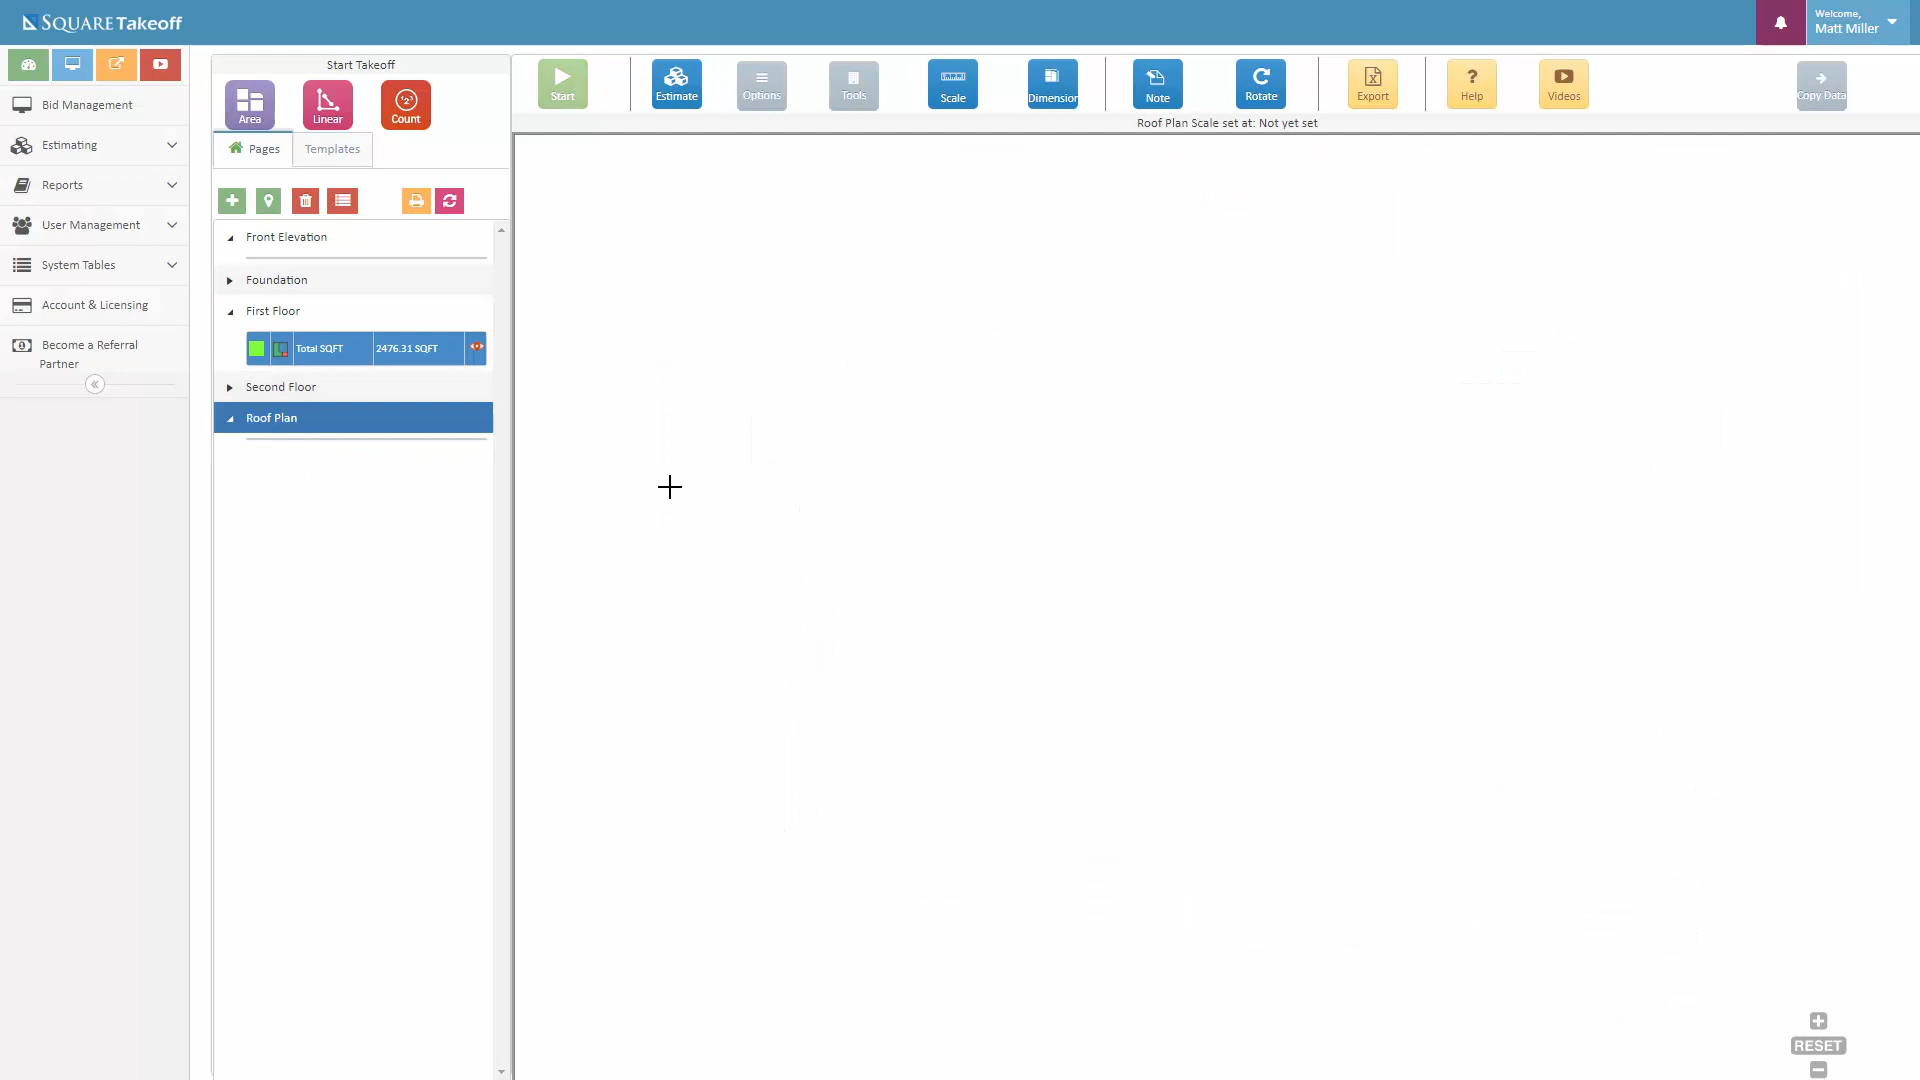 SQUARE Takeoff
Welcome,
Matt Miller
Bid Management
Estimating
Reports
User Management
System Tables
Account & Licensing
Become a Referral
Partner
Start Takeoff
Area
Linear
Count
Pages
Templates
Front Elevation
Foundation
First Floor
Total SQFT
2476.31 SQFT
Second Floor
Roof Plan
Start
Estimate
Options
Tools
Scale
Dimension
Note
Rotate
Export
Help
Videos
Copy Data
Roof Plan Scale set at: Not yet set
RESET